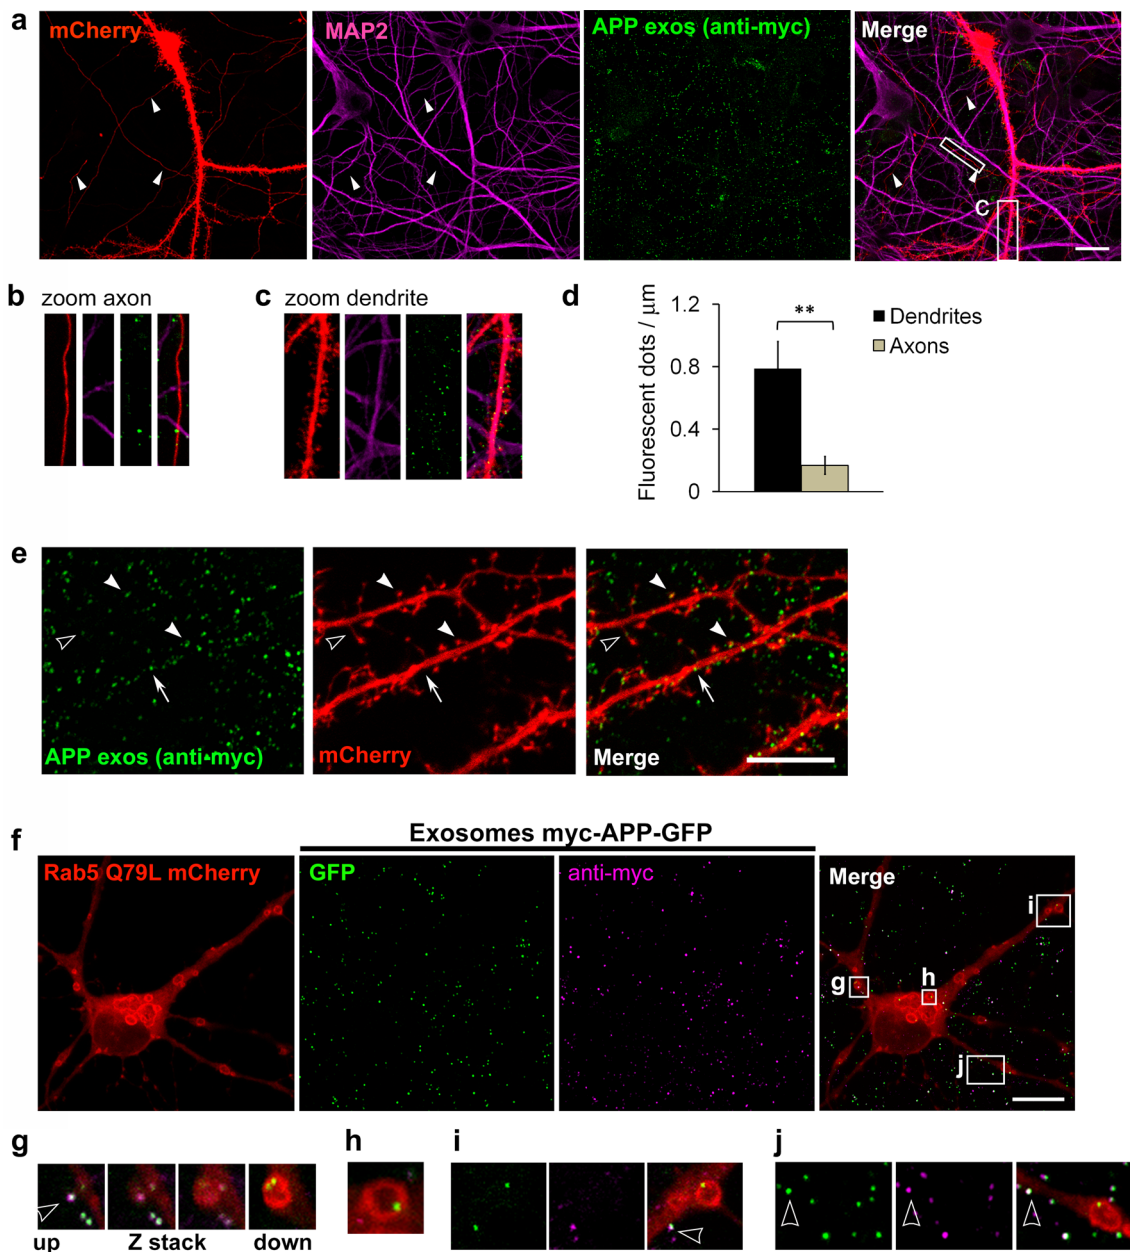 a
mCherry
MAP2
APP exos (anti-myc)
Merge
C
b
zoom axon
c
zoom dendrite
d
Fluorescent dots / μm
1.2
0.8
0.4
0
**
Dendrites
Axons
e
APP exos (anti-myc)
mCherry
Merge
Exosomes myc-APP-GFP
f
Rab5 Q79L mCherry
GFP
anti-myc
Merge
i
g
h
j
g
up
Z stack
down
h
i
j